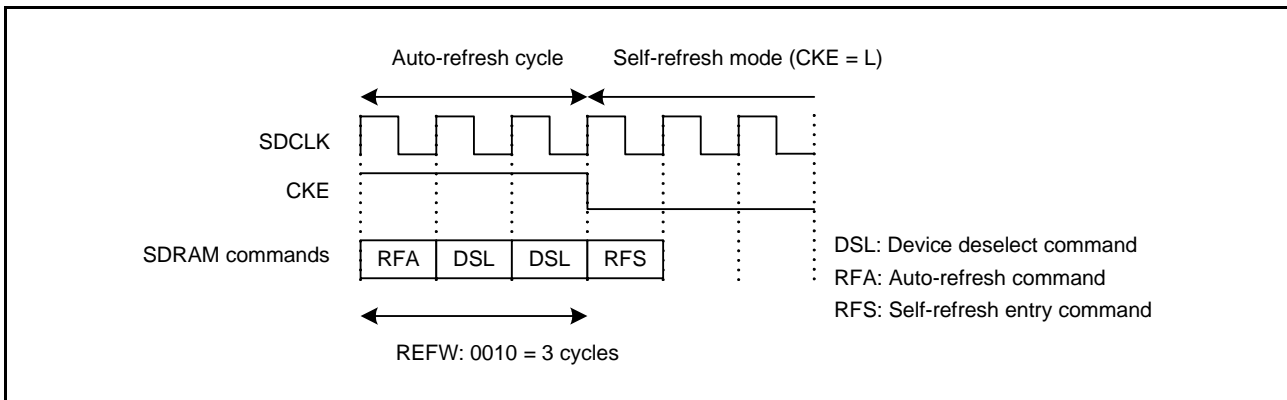 Auto-refresh cycle Self-refresh mode (CKE = L)
SDCLK
CKE
SDRAM commands RFA DSL DSL RFS
DSL: Device deselect command
RFA: Auto-refresh command
RFS: Self-refresh entry command
REFW: 0010 = 3 cycles